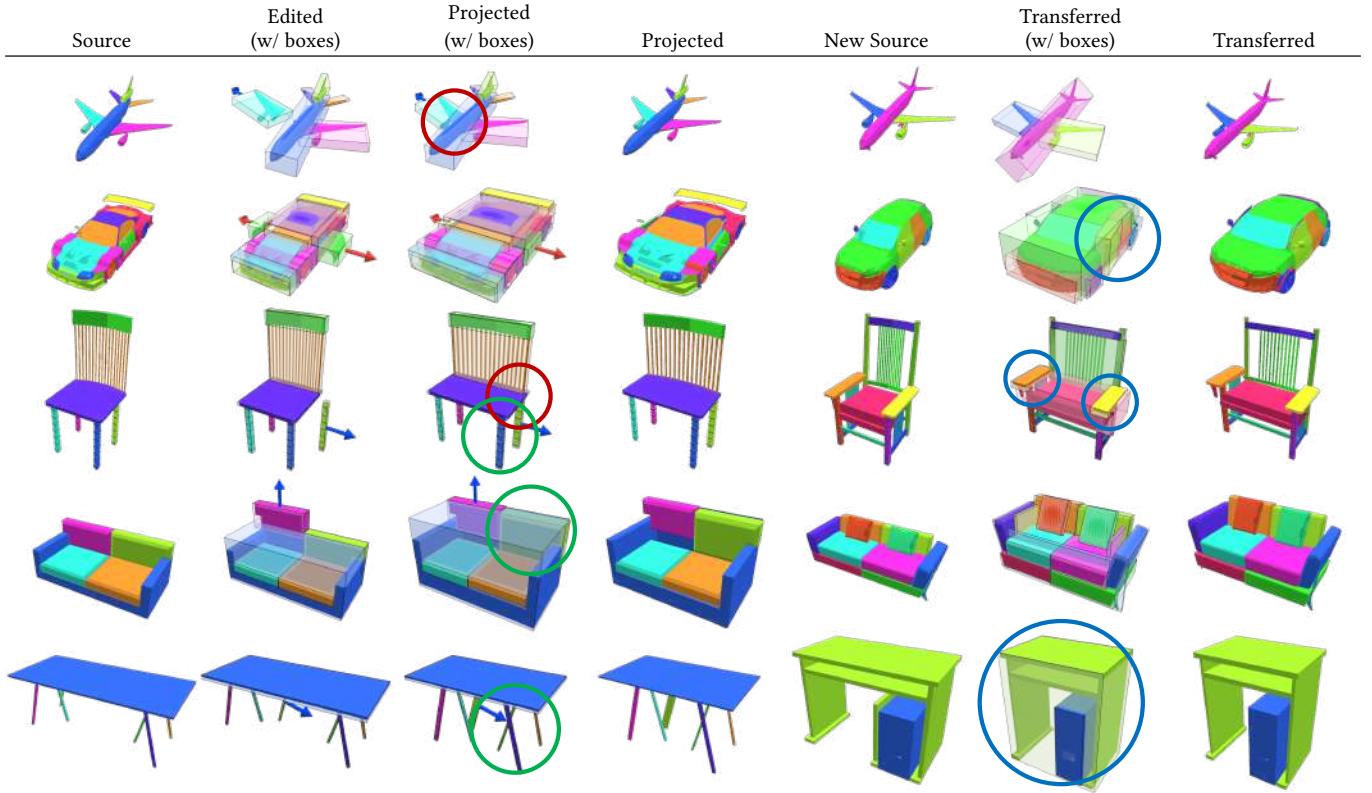 Source
Edited
(w/ boxes)
Projected
(w/ boxes)
Projected
New Source
Transferred
(w/ boxes)
Transferred